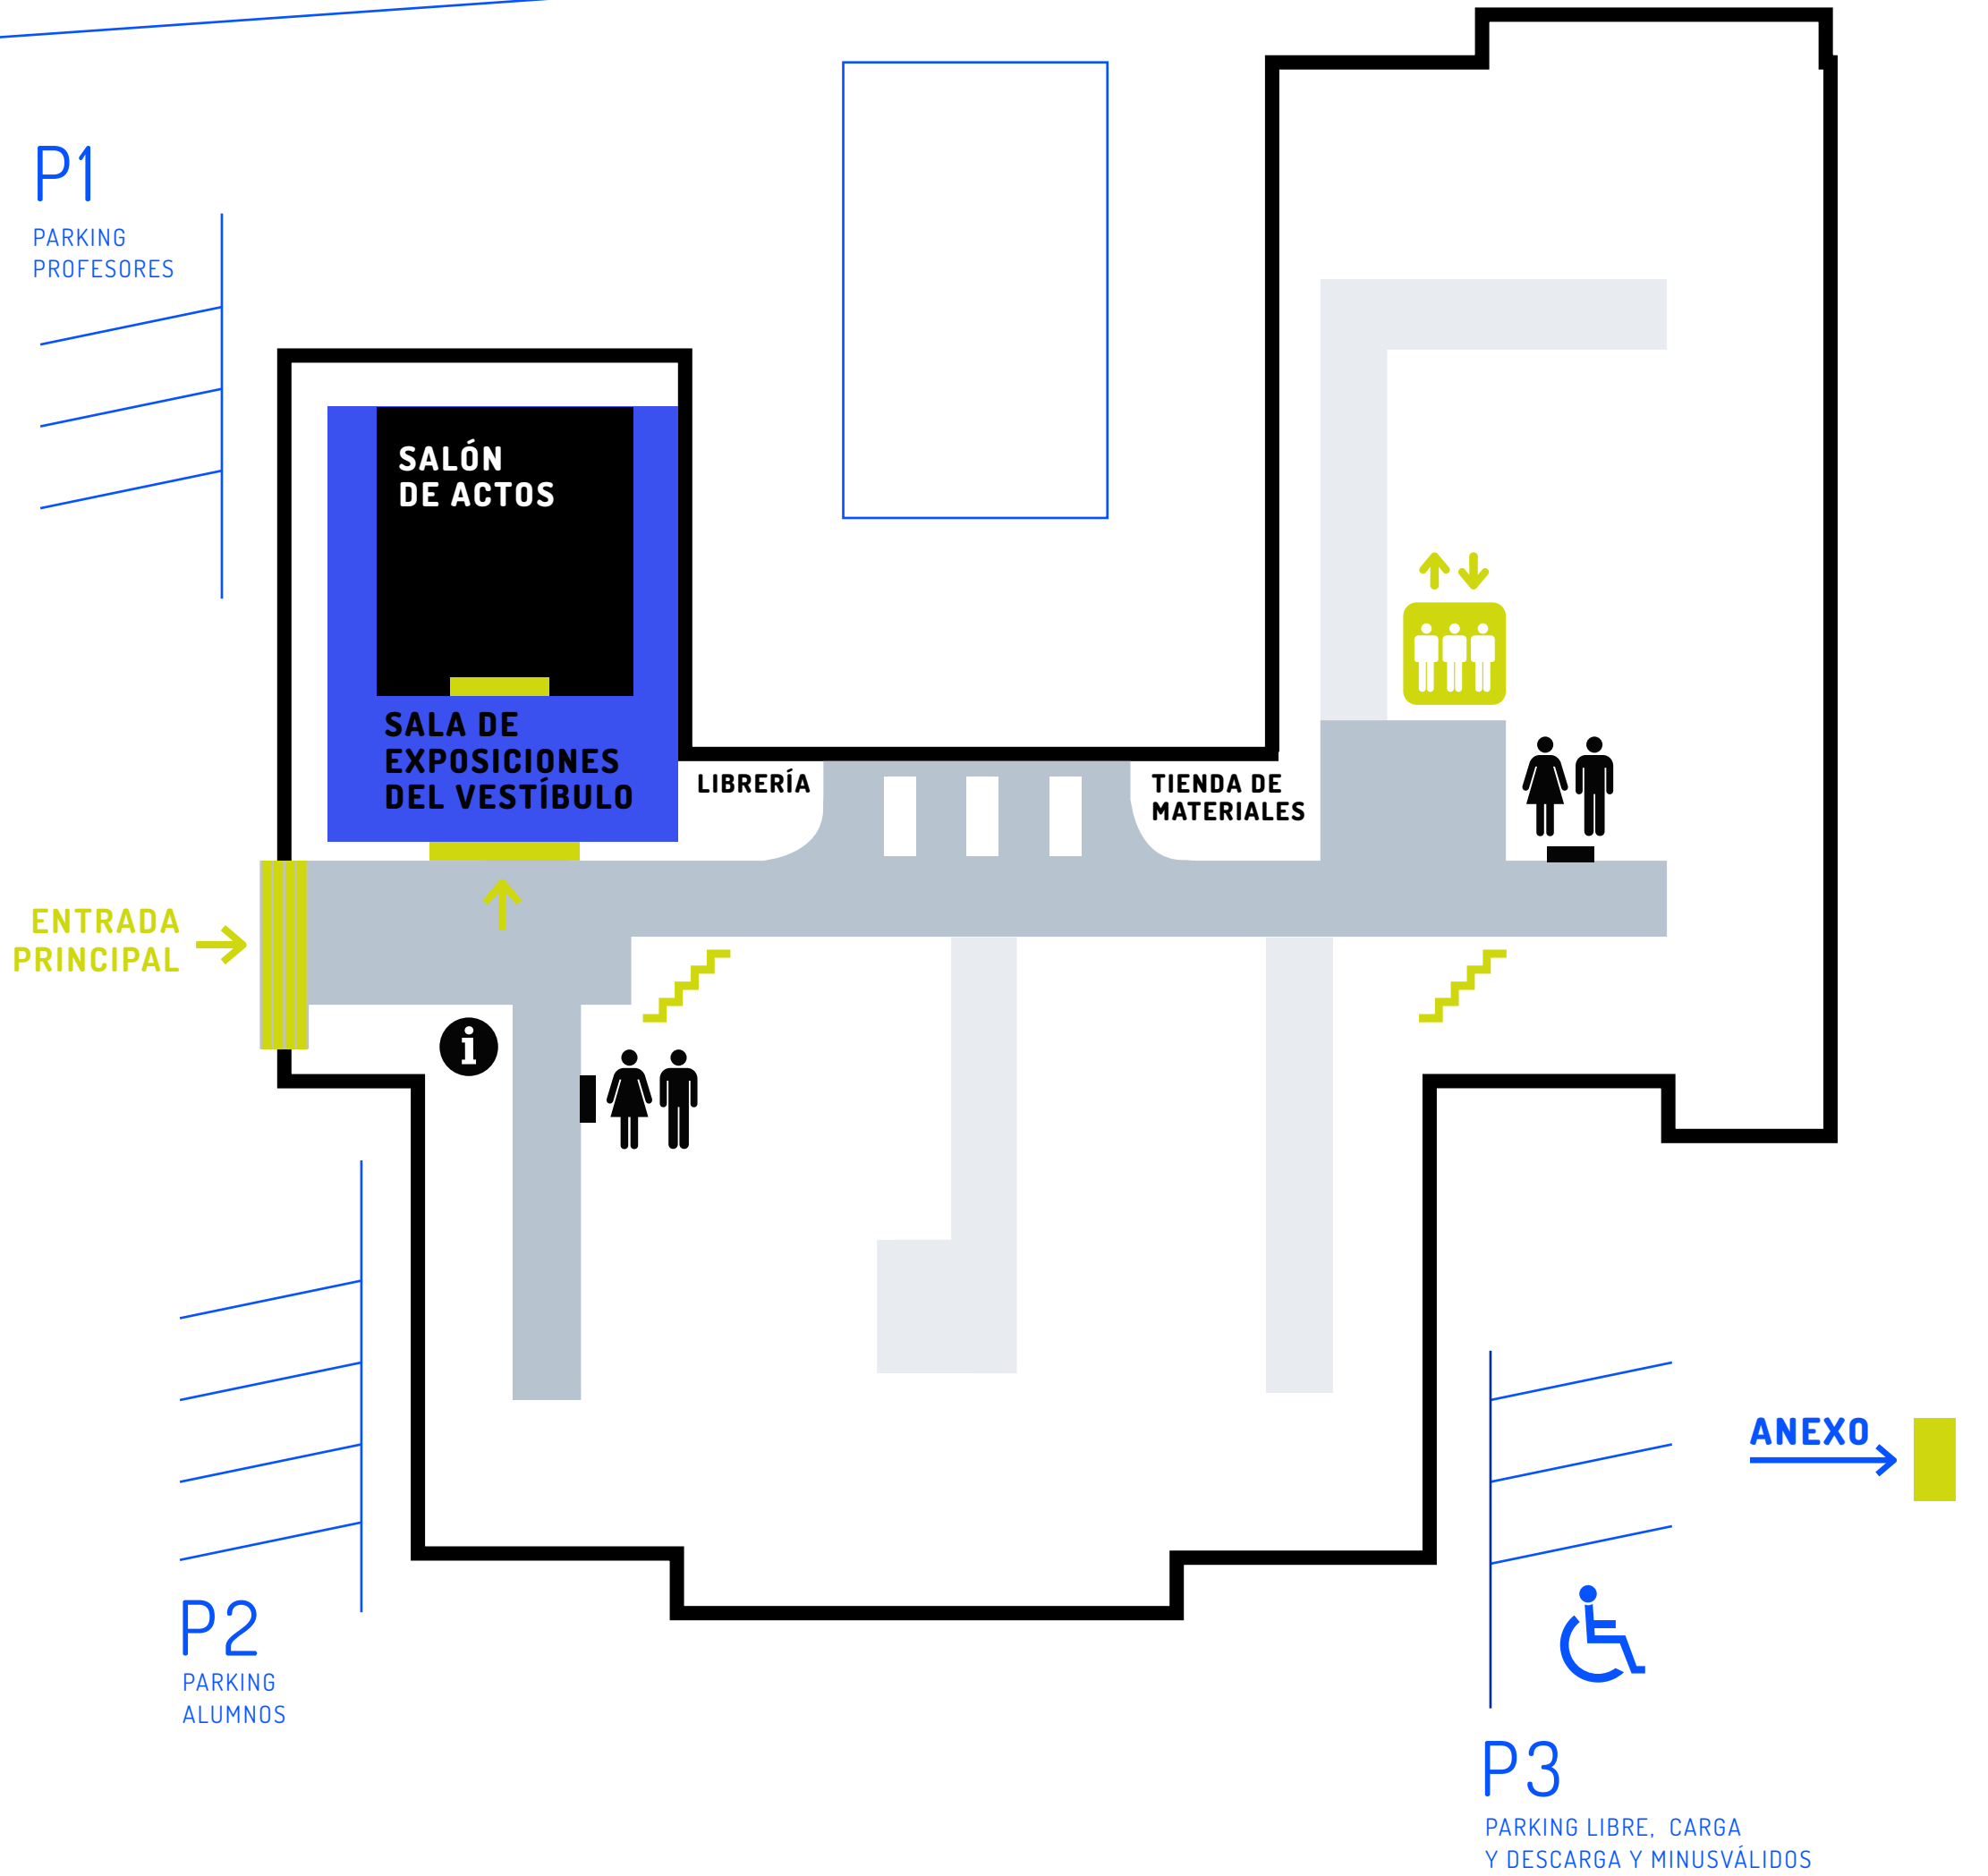 P1
PARKING
PROFESORES
SALÓN
DE ACTOS
SALA DE
EXPOSICIONES
DEL VESTÍBULO
LIBRERÍA
TIENDA DE
MATERIALES
ENTRADA
PRINCIPAL
i
ANEXO
P2
PARKING
ALUMNOS
P3
PARKING LIBRE, CARGA
Y DESCARGA Y MINUSVÁLIDOS